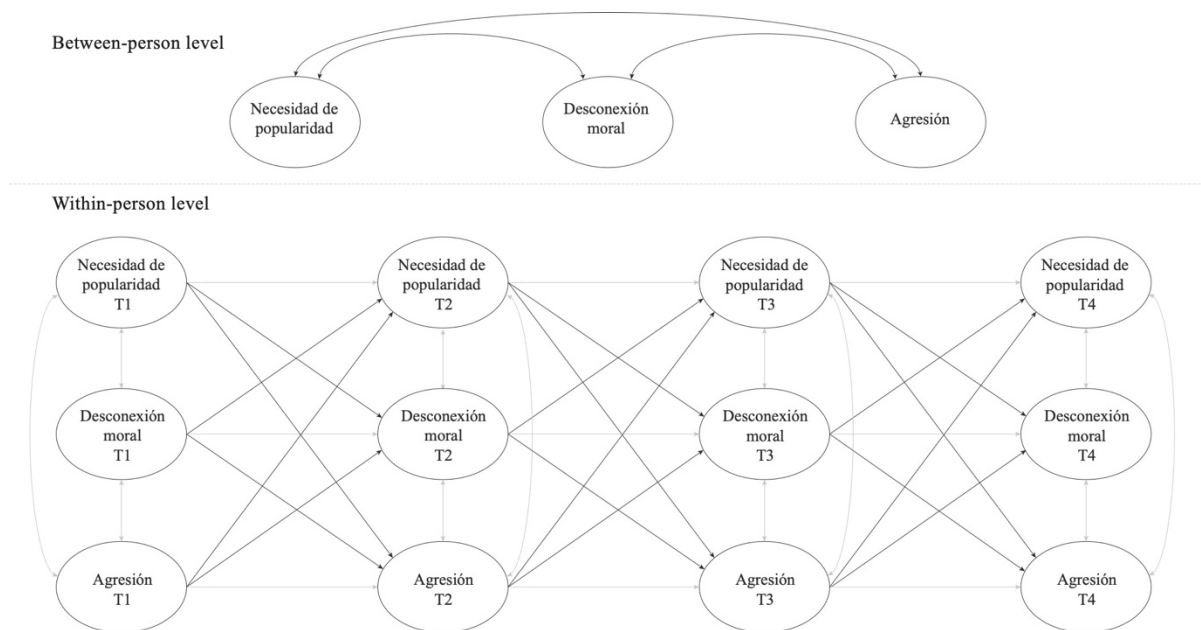 Between-person level
Necesidad de
popularidad
Desconexión
moral
Agresión
Within-person level
Necesidad de
popularidad
T1
Necesidad de
popularidad
T2
Necesidad de
popularidad
T3
Necesidad de
popularidad
T4
Desconexión
moral
T1
Desconexión
moral
T2
Desconexión
moral
T3
Desconexión
moral
T4
Agresión
T1
Agresión
T2
Agresión
T3
Agresión
T4